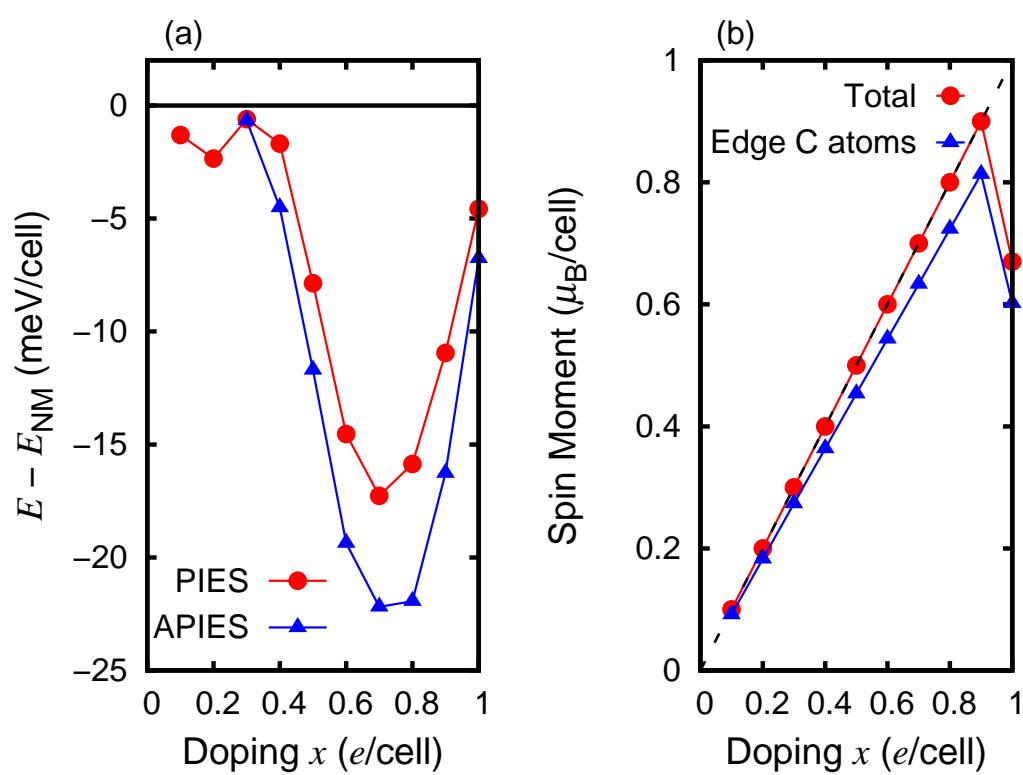 (a)
0
−5
−10
−15
−20
−25
E − E_NM (meV/cell)
PIES
APIES
0 0.2 0.4 0.6 0.8 1
Doping x (e/cell)
(b)
1
0.8
0.6
0.4
0.2
0
Spin Moment (μ_B/cell)
Total
Edge C atoms
0 0.2 0.4 0.6 0.8 1
Doping x (e/cell)